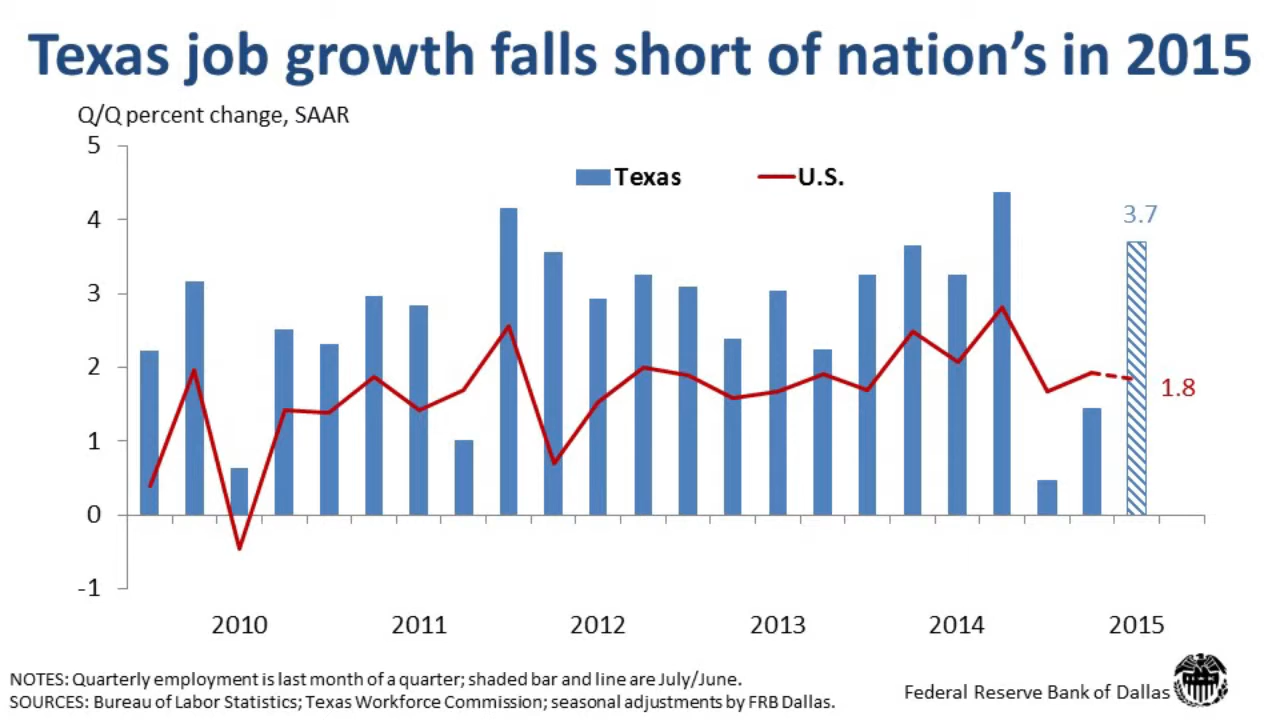 Texas job growth falls short of nation's in 2015
Q/Q percent change, SAAR
5
4
3
2
1
0
-1
Texas
U.S.
3.7
1.8
2010 2011 2012 2013 2014 2015
NOTES: Quarterly employment is last month of a quarter; shaded bar and line are July/June.
SOURCES: Bureau of Labor Statistics; Texas Workforce Commission; seasonal adjustments by FRB Dallas.
Federal Reserve Bank of Dallas